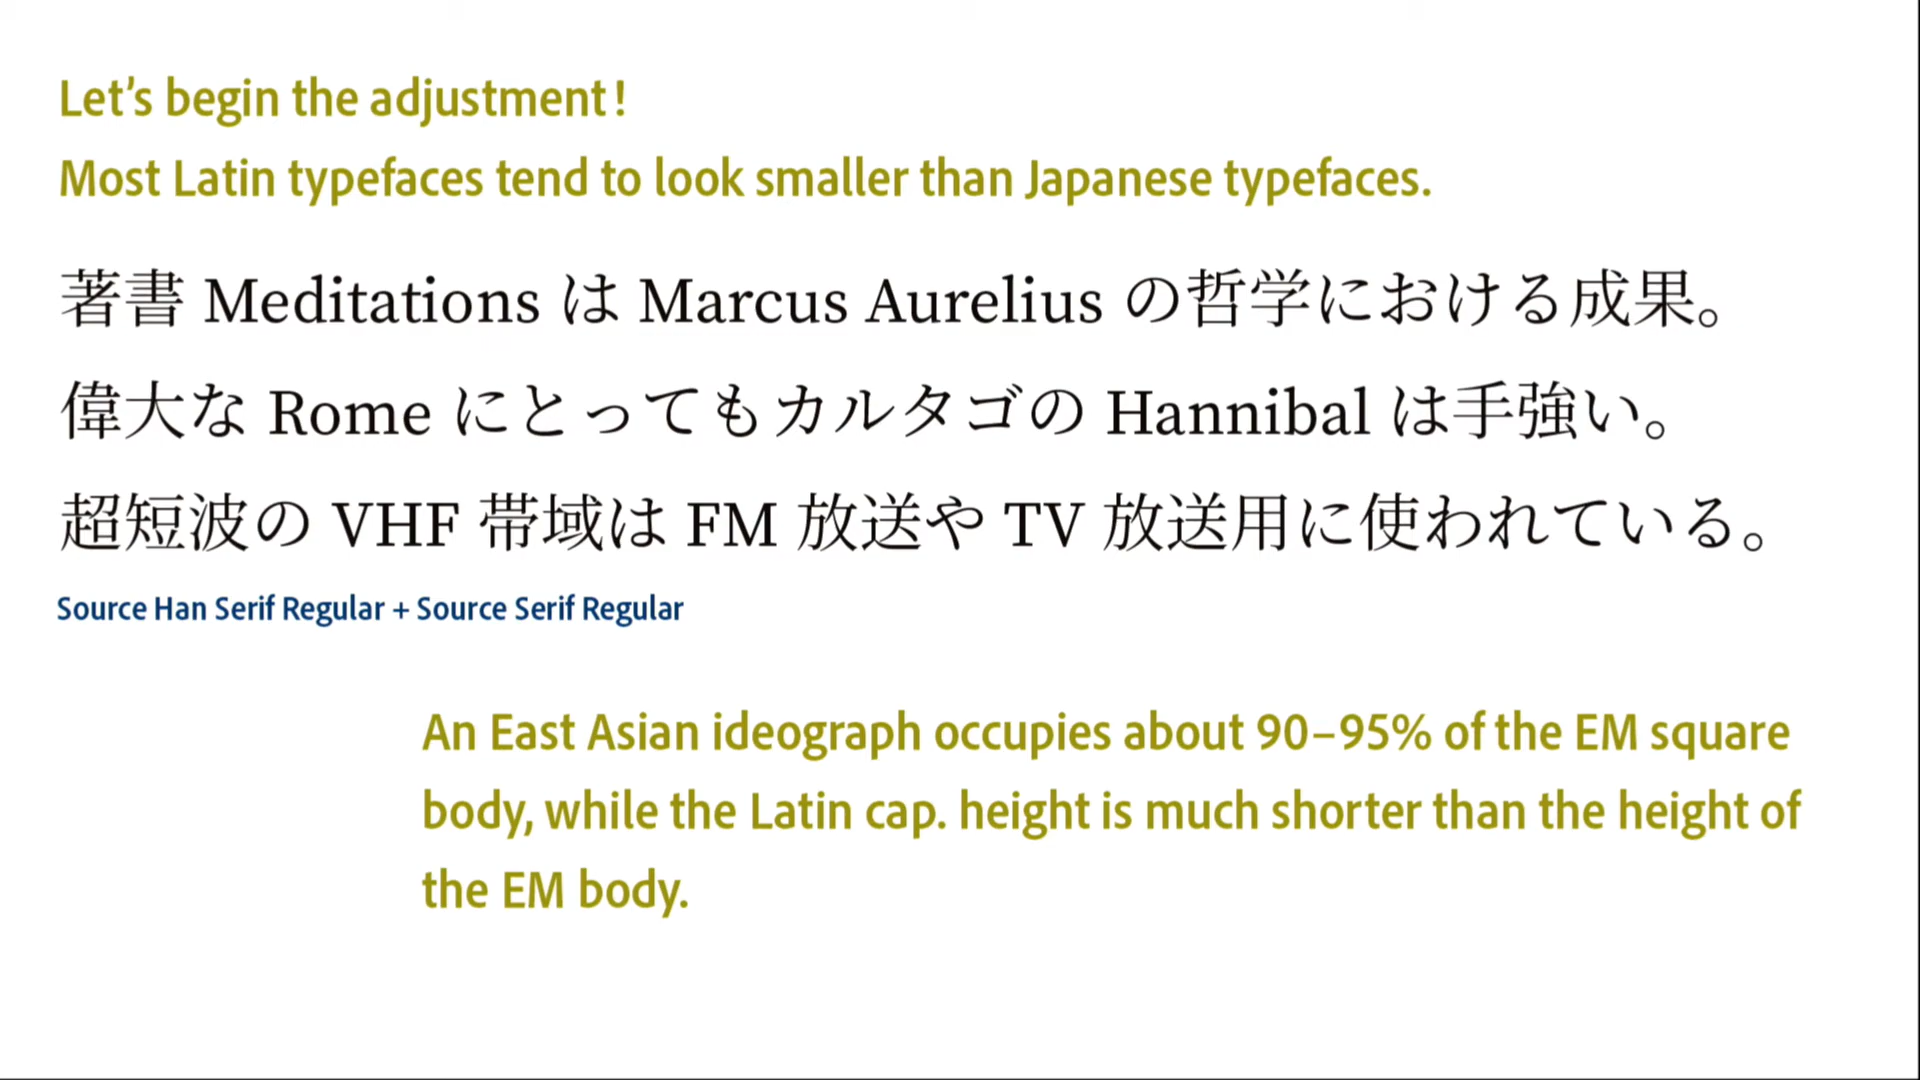 Let’s begin the adjustment!
Most Latin typefaces tend to look smaller than Japanese typefaces.
著書 Meditations は Marcus Aurelius の哲学における成果。
偉大な Rome にとってもカルタゴの Hannibal は手強い。
超短波の VHF 帯域は FM 放送や TV 放送用に使われている。
Source Han Serif Regular + Source Serif Regular
An East Asian ideograph occupies about 90–95% of the EM square
body, while the Latin cap. height is much shorter than the height of
the EM body.